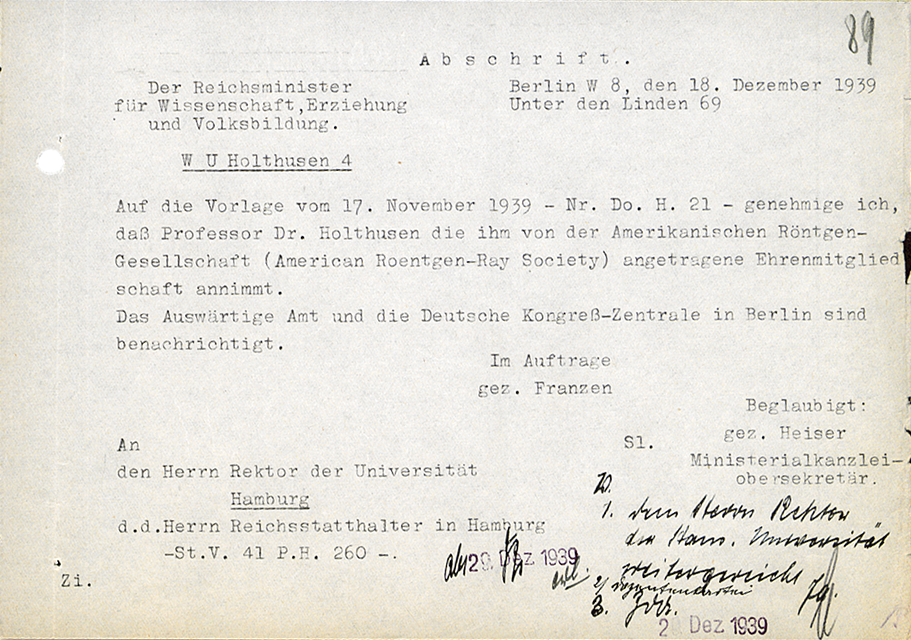 89
Abschrift.
Der Reichsminister
für Wissenschaft,Erziehung
und Volksbildung.
Berlin W 8, den 18. Dezember 1939
Unter den Linden 69
W U Holthusen 4
Auf die Vorlage vom 17. November 1939 - Nr. Do. H. 21 - genehmige ich,
daß Professor Dr. Holthusen die ihm von der Amerikanischen Röntgen-
Gesellschaft (American Roentgen-Ray Society) angetragene Ehrenmitglied
schaft annimmt.
Das Auswärtige Amt und die Deutsche Kongreß-Zentrale in Berlin sind
benachrichtigt.
Im Auftrage
gez. Franzen
Beglaubigt:
Sl. gez. Heiser
Ministerialkanzlei-
obersekretär.
An
den Herrn Rektor der Universität
Hamburg
d.d.Herrn Reichsstatthalter in Hamburg
-St.V. 41 P.H. 260 -.
Zi.
ab 29. Dez 1939
1. dem Herrn Rektor
der Hans. Universität
weitergereicht
2)
3.
2 Dez 1939